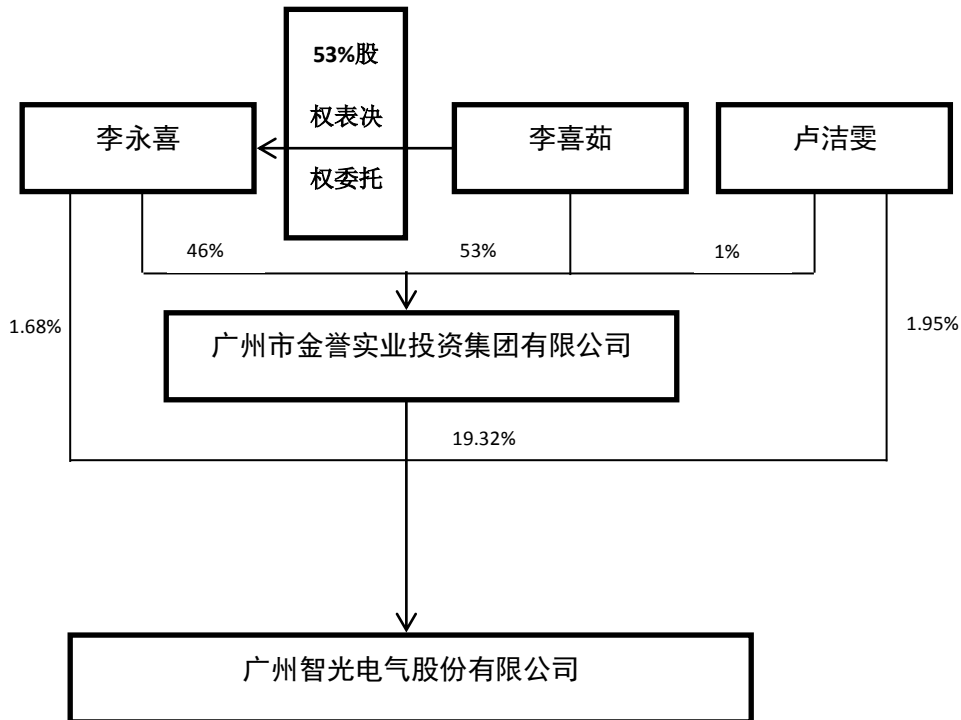 53%股
权表决
权委托
李永喜
李喜茹
卢洁雯
46%
53%
1%
1.68%
1.95%
广州市金誉实业投资集团有限公司
19.32%
广州智光电气股份有限公司